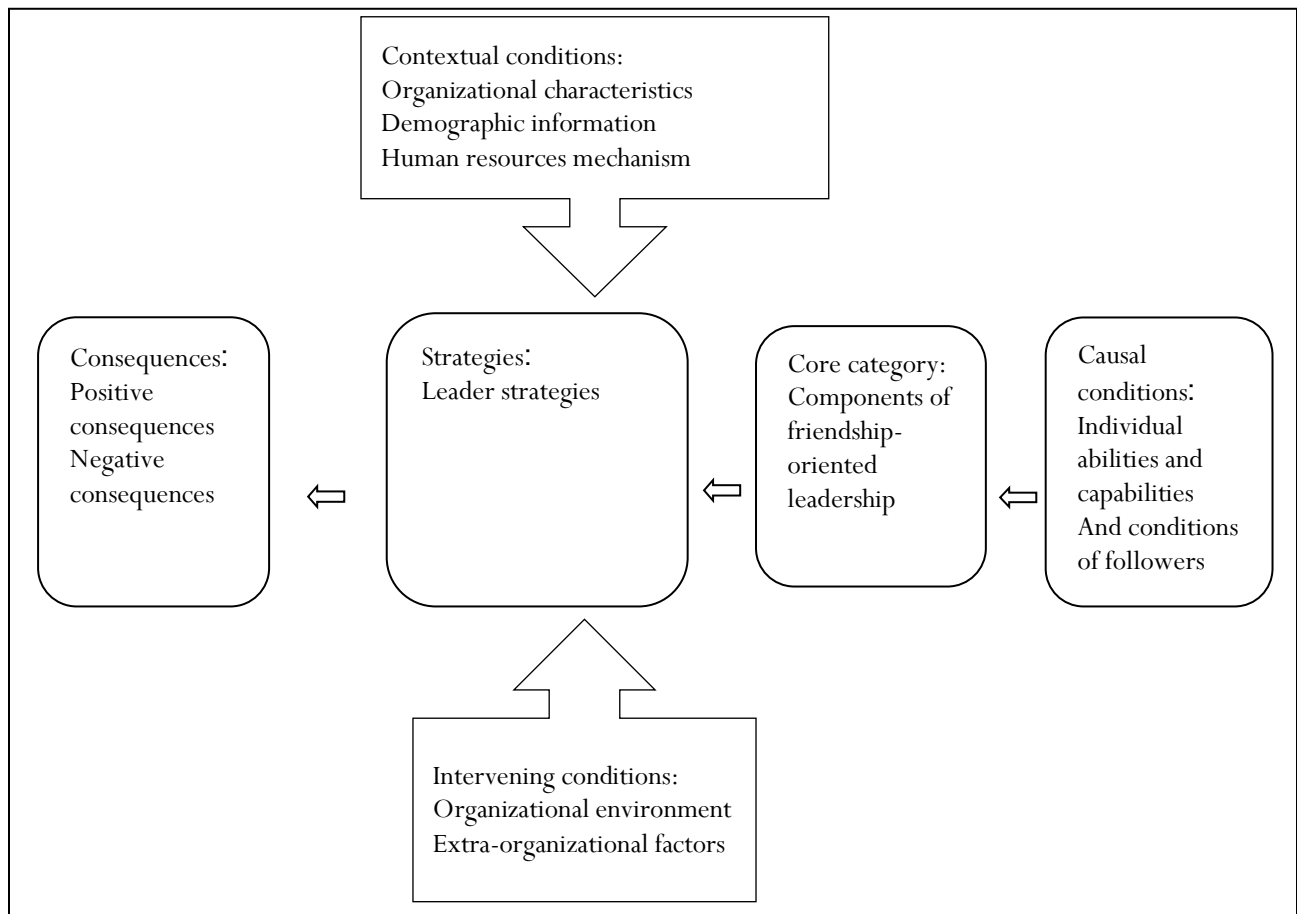 Contextual conditions:
Organizational characteristics
Demographic information
Human resources mechanism
Consequences:
Positive
consequences
Negative
consequences
Strategies:
Leader strategies
Core category:
Components of
friendship-
oriented
leadership
Causal
conditions:
Individual
abilities and
capabilities
And conditions
of followers
Intervening conditions:
Organizational environment
Extra-organizational factors